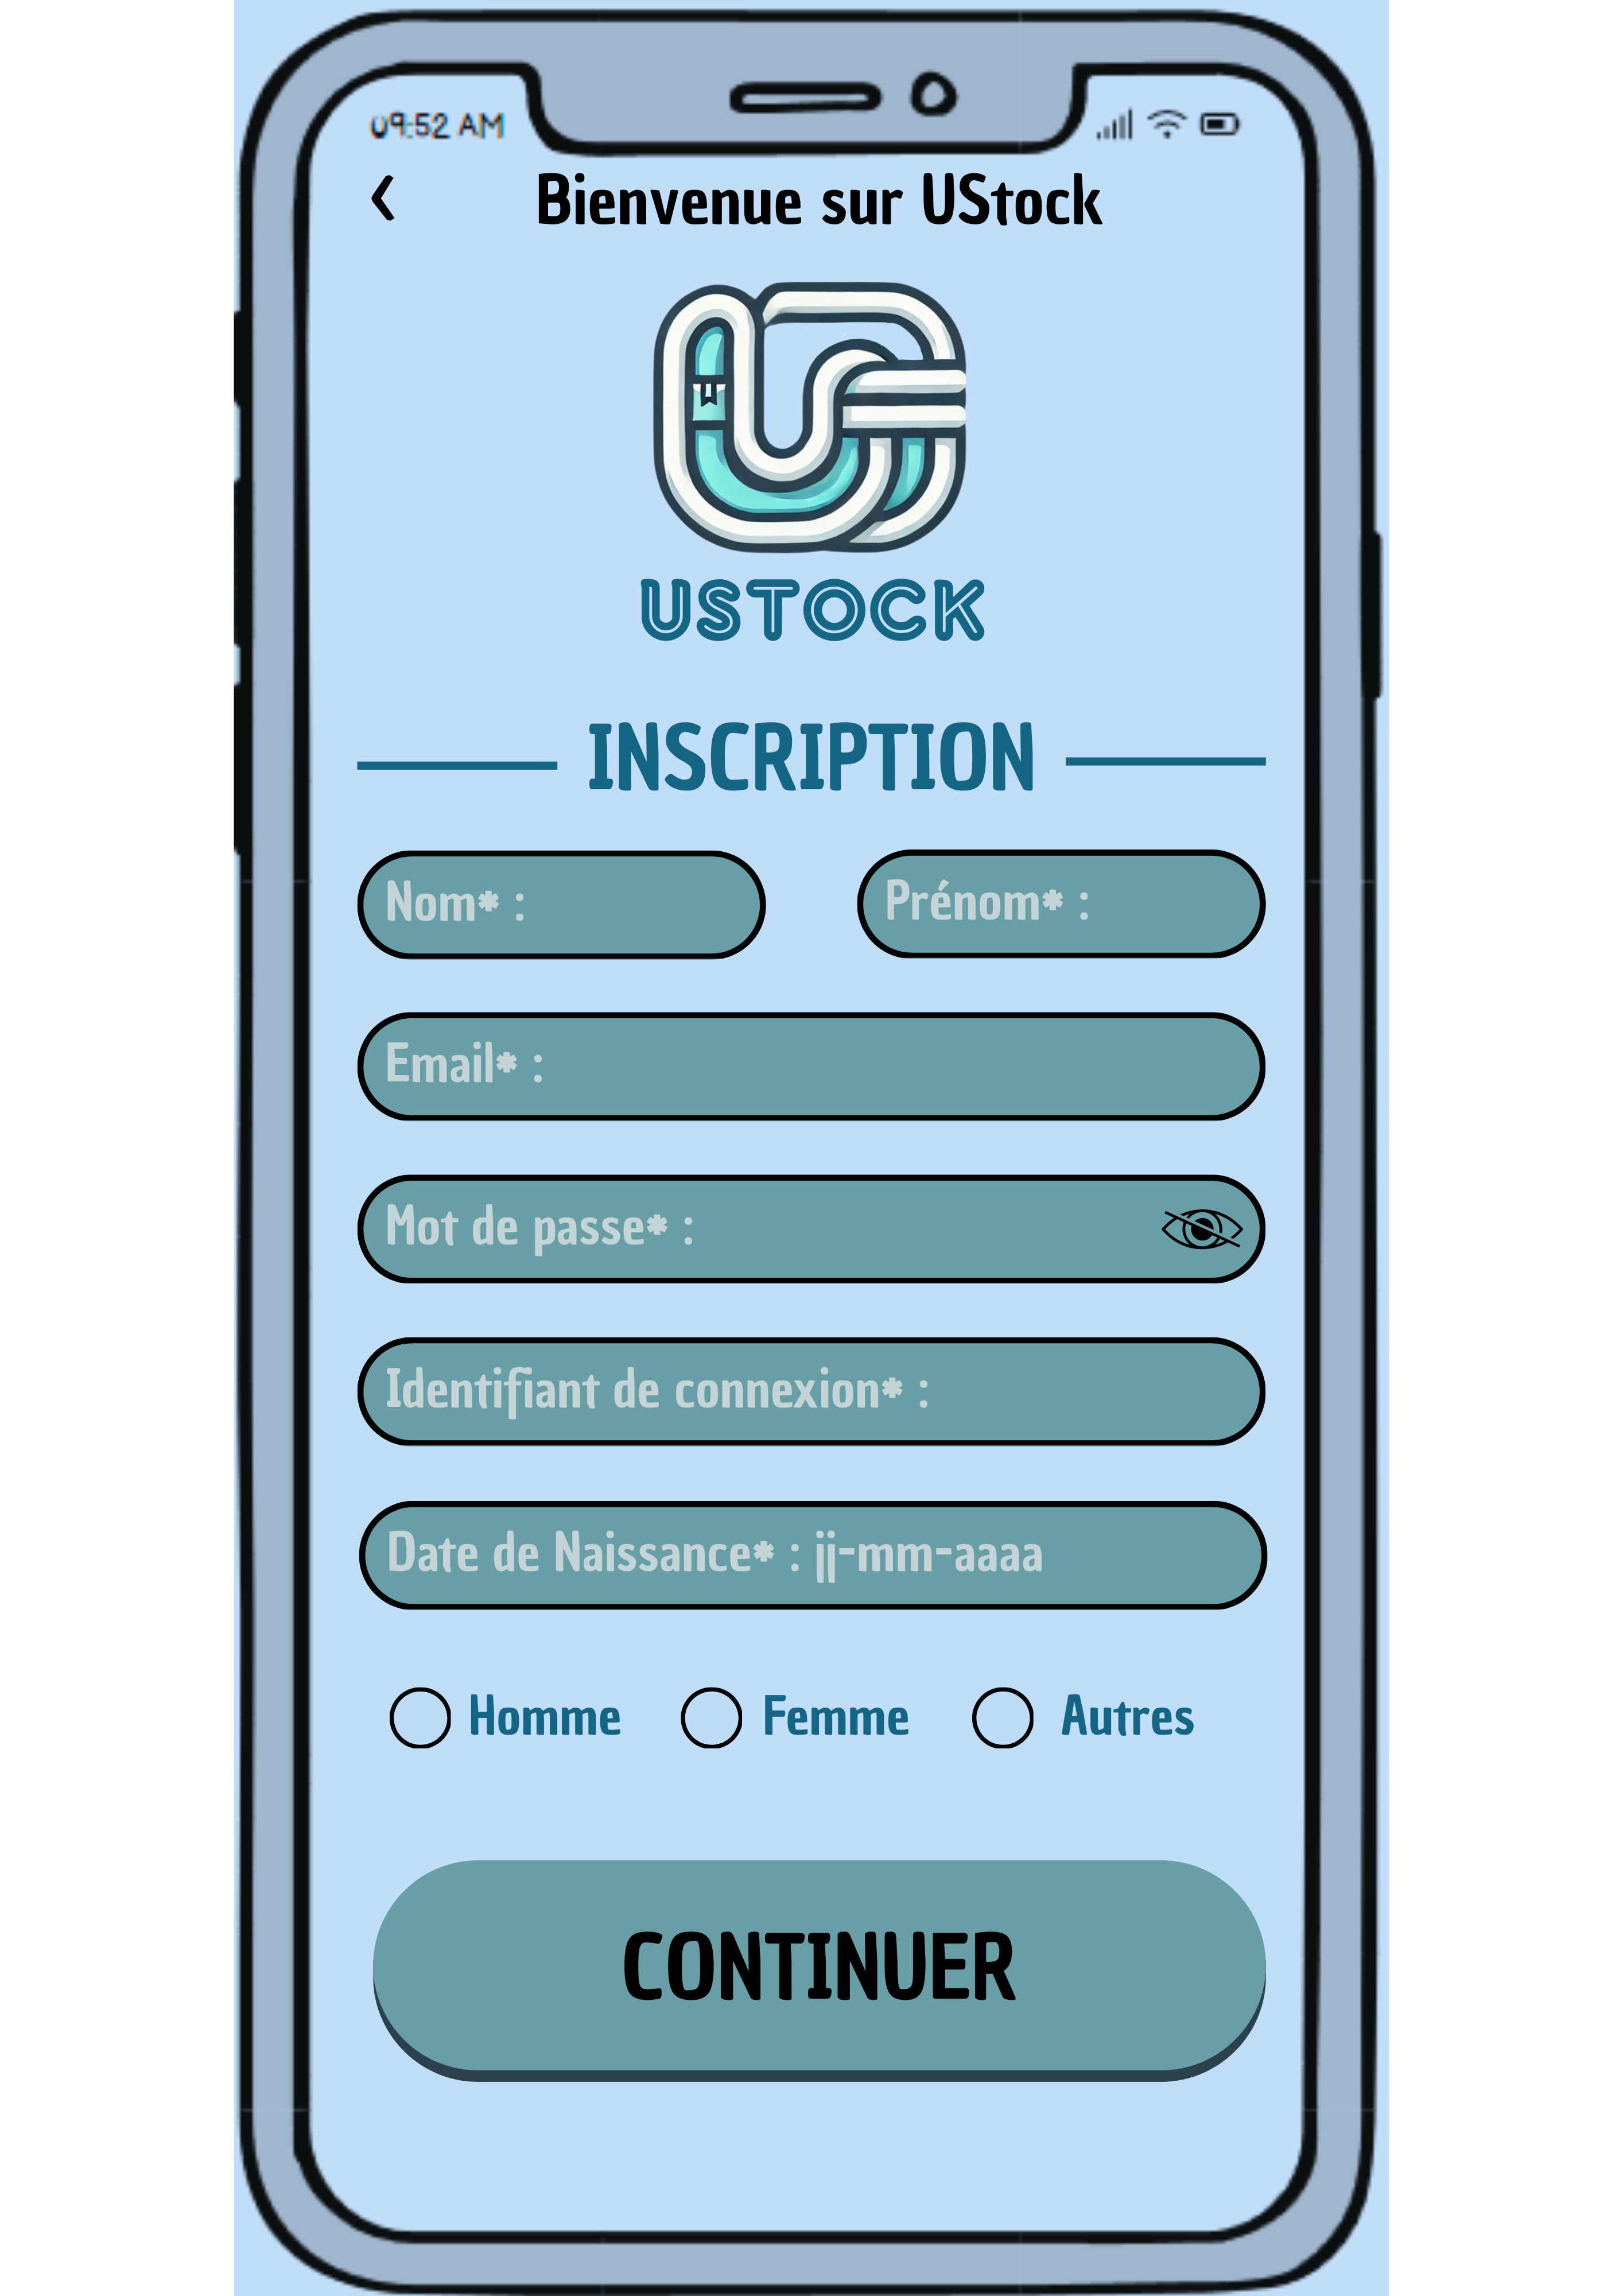 09:52 AM
Bienvenue sur UStock
USTOCK
INSCRIPTION
Nom* :
Prénom* :
Email* :
Mot de passe* :
Identifiant de connexion* :
Date de Naissance* : jj-mm-aaaa
Homme
Femme
Autres
CONTINUER